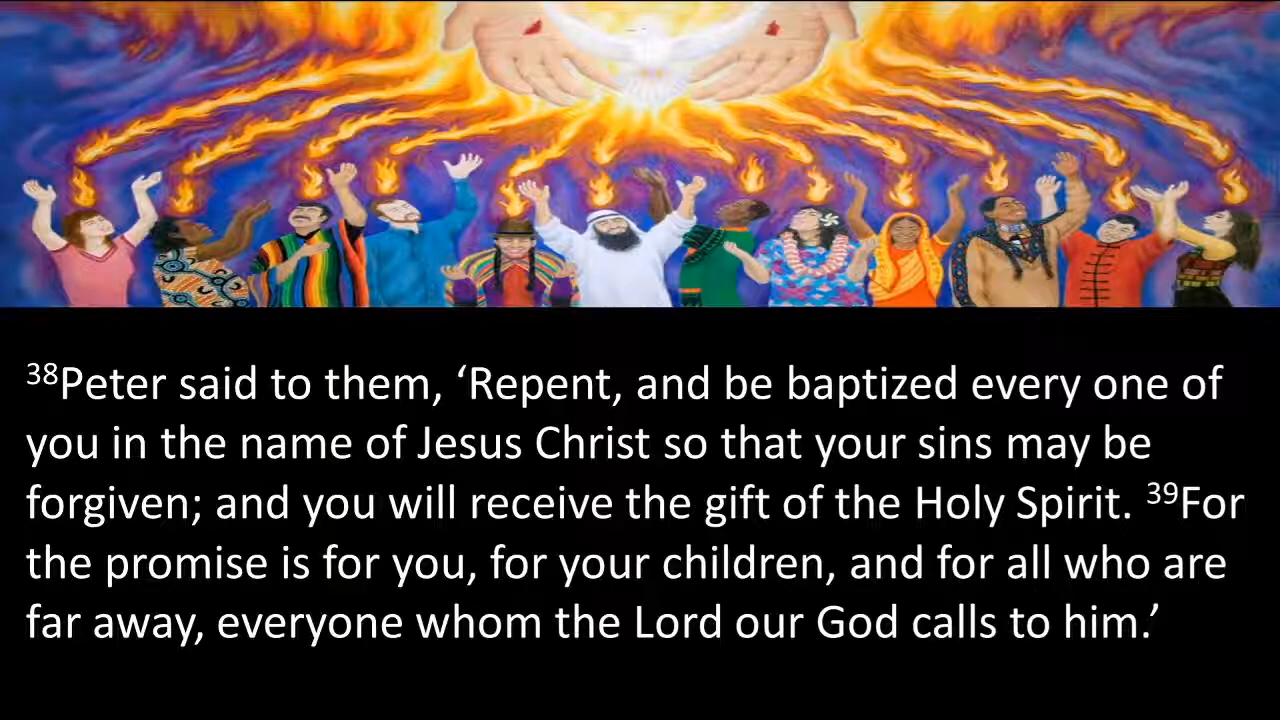 ³⁸Peter said to them, ‘Repent, and be baptized every one of
you in the name of Jesus Christ so that your sins may be
forgiven; and you will receive the gift of the Holy Spirit. ³⁹For
the promise is for you, for your children, and for all who are
far away, everyone whom the Lord our God calls to him.’